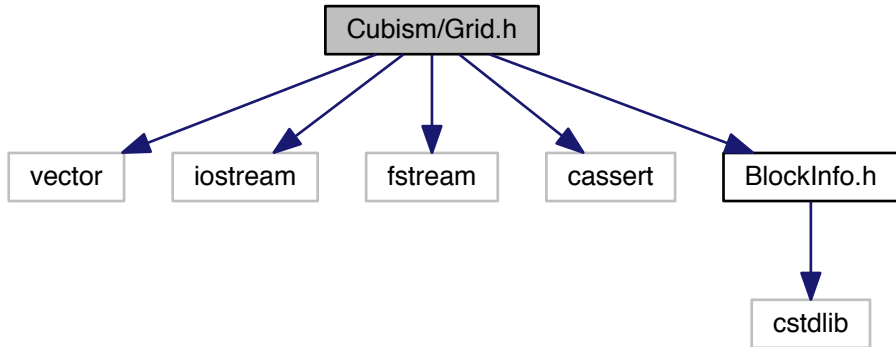 Cubism/Grid.h
vector
iostream
fstream
cassert
BlockInfo.h
cstdlib